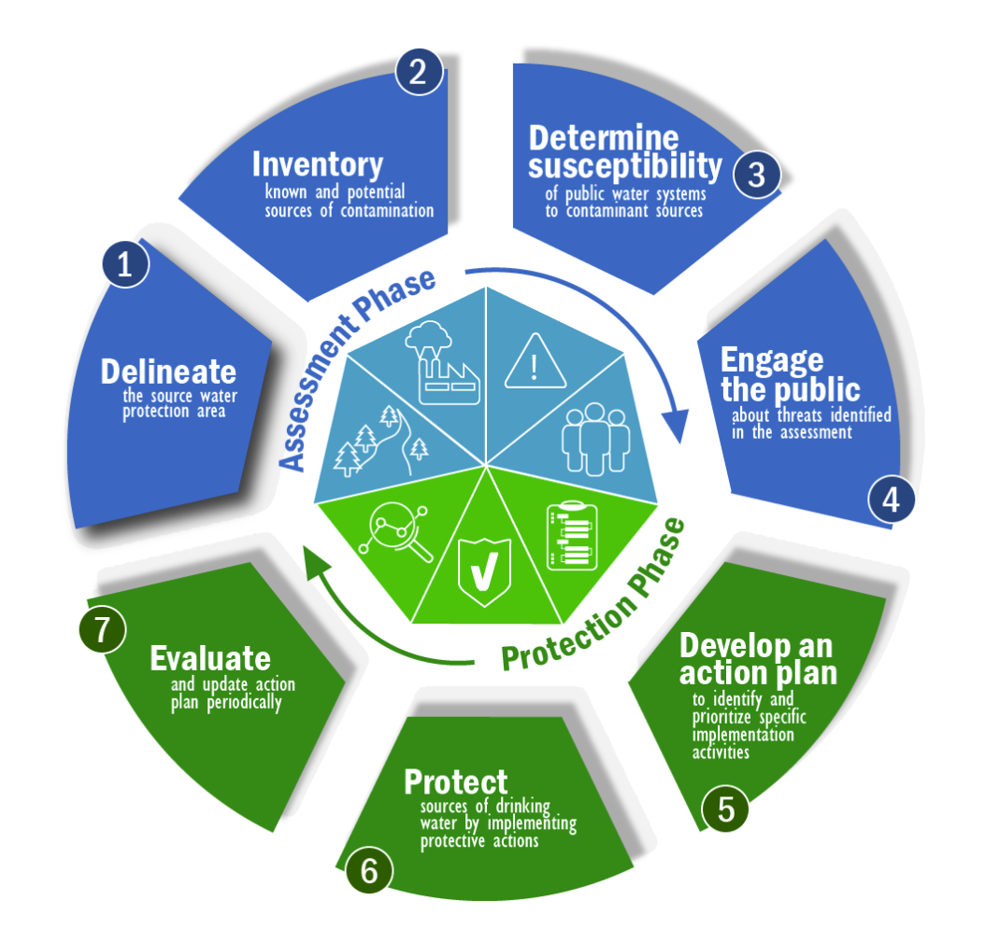 1
Delineate
the source water
protection area
2
Inventory
known and potential
sources of contamination
3
Determine
susceptibility
of public water systems
to contaminant sources
4
Engage
the public
about threats identified
in the assessment
5
Develop an
action plan
to identify and
prioritize specific
implementation
activities
6
Protect
sources of drinking
water by implementing
protective actions
7
Evaluate
and update action
plan periodically
Assessment Phase
!
Protection Phase